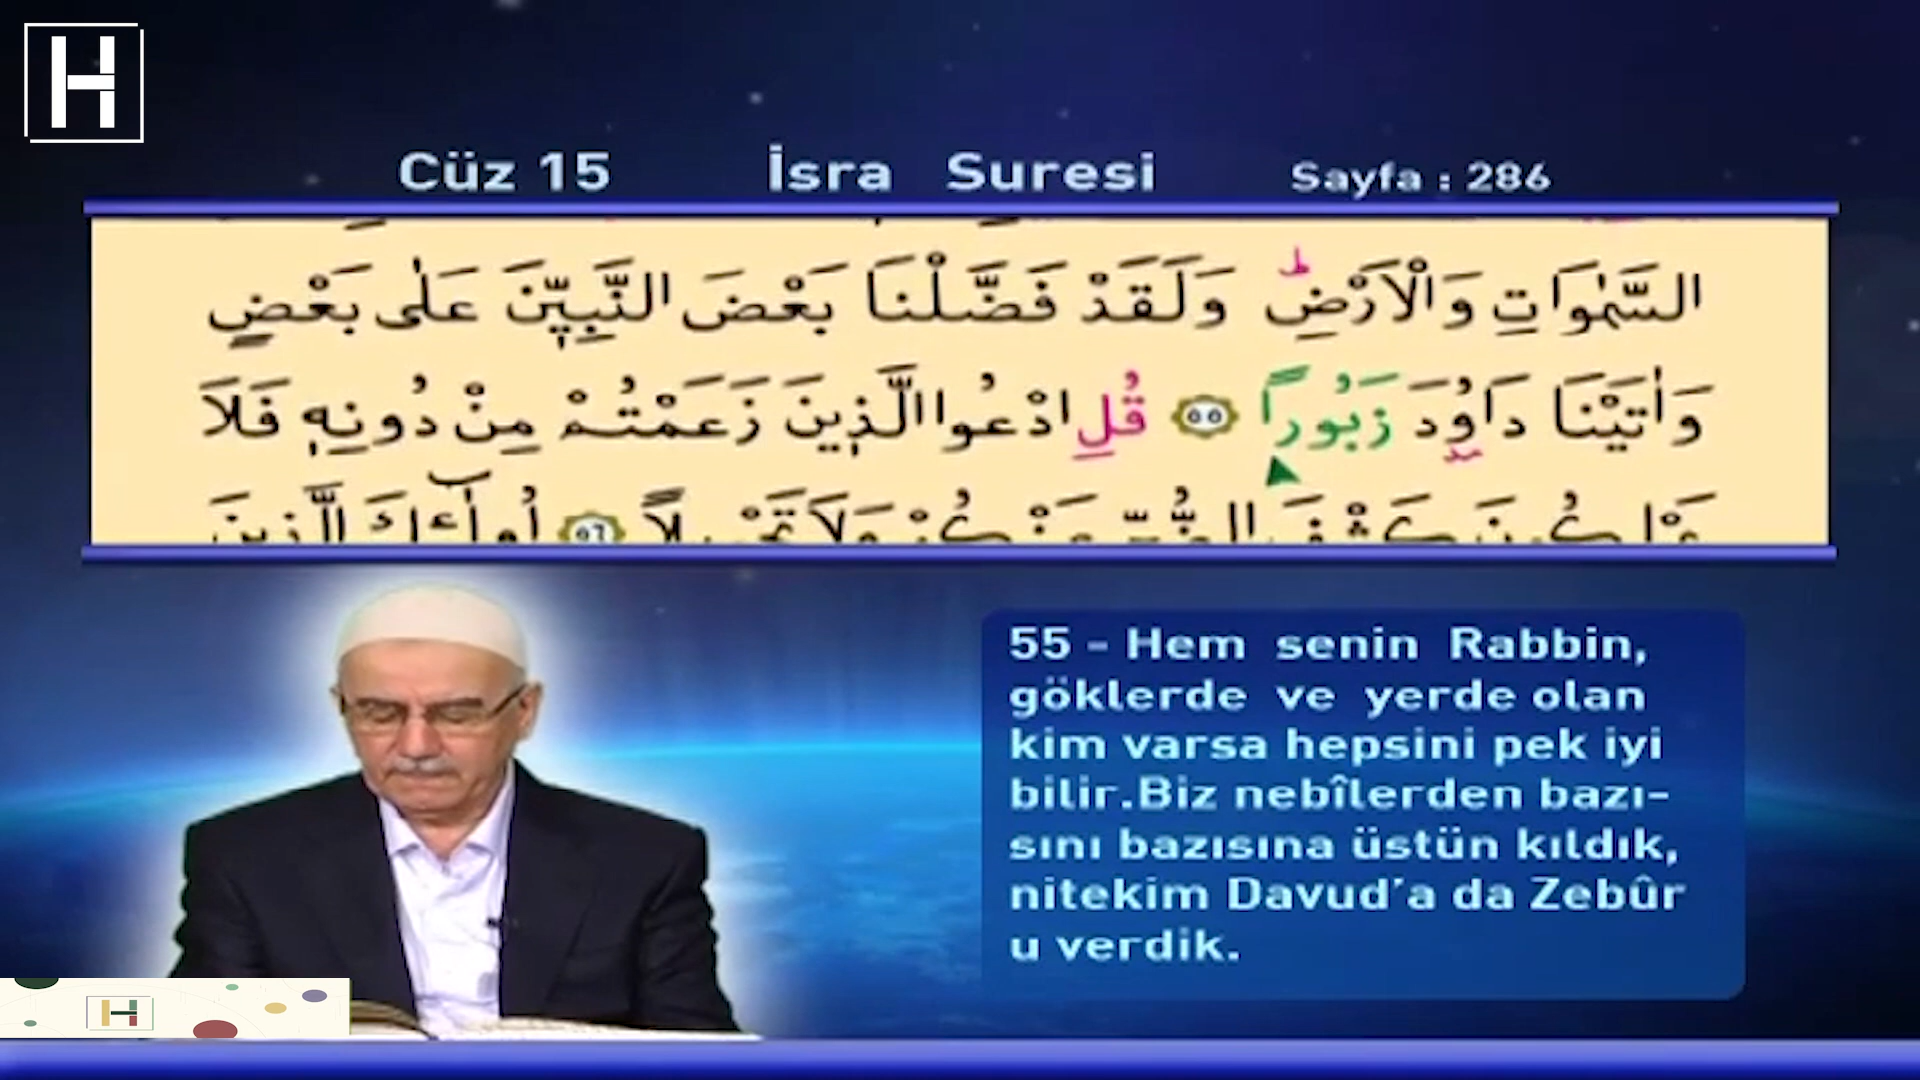 H
Cüz 15 İsra Suresi Sayfa : 286
السَّمٰوَاتِ وَالْاَرْضِۜ وَلَقَدْ فَضَّلْنَا بَعْضَ النَّبِيّ۪نَ عَلٰى بَعْضٍ
وَاٰتَيْنَا دَاوُ۫دَ زَبُوراً ﴿٥٥﴾ قُلِ ادْعُوا الَّذ۪ينَ زَعَمْتُمْ مِنْ دُونِه۪ فَلَا
55 - Hem senin Rabbin,
göklerde ve yerde olan
kim varsa hepsini pek iyi
bilir.Biz nebîlerden bazı-
sını bazısına üstün kıldık,
nitekim Davud'a da Zebûr
u verdik.
H